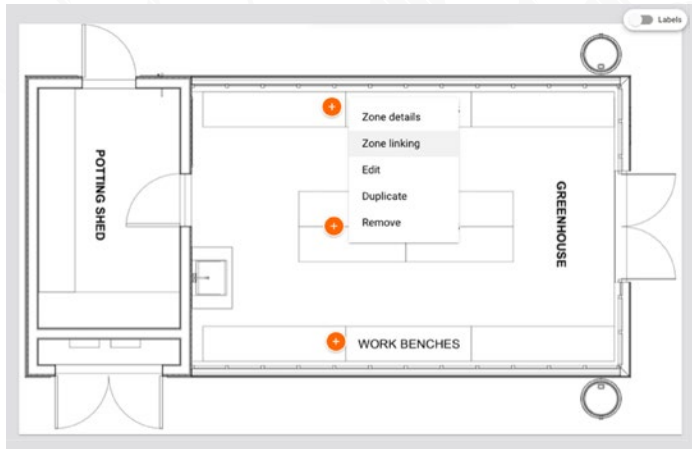 Labels
Zone details
Zone linking
Edit
Duplicate
Remove
POTTING SHED
GREENHOUSE
WORK BENCHES